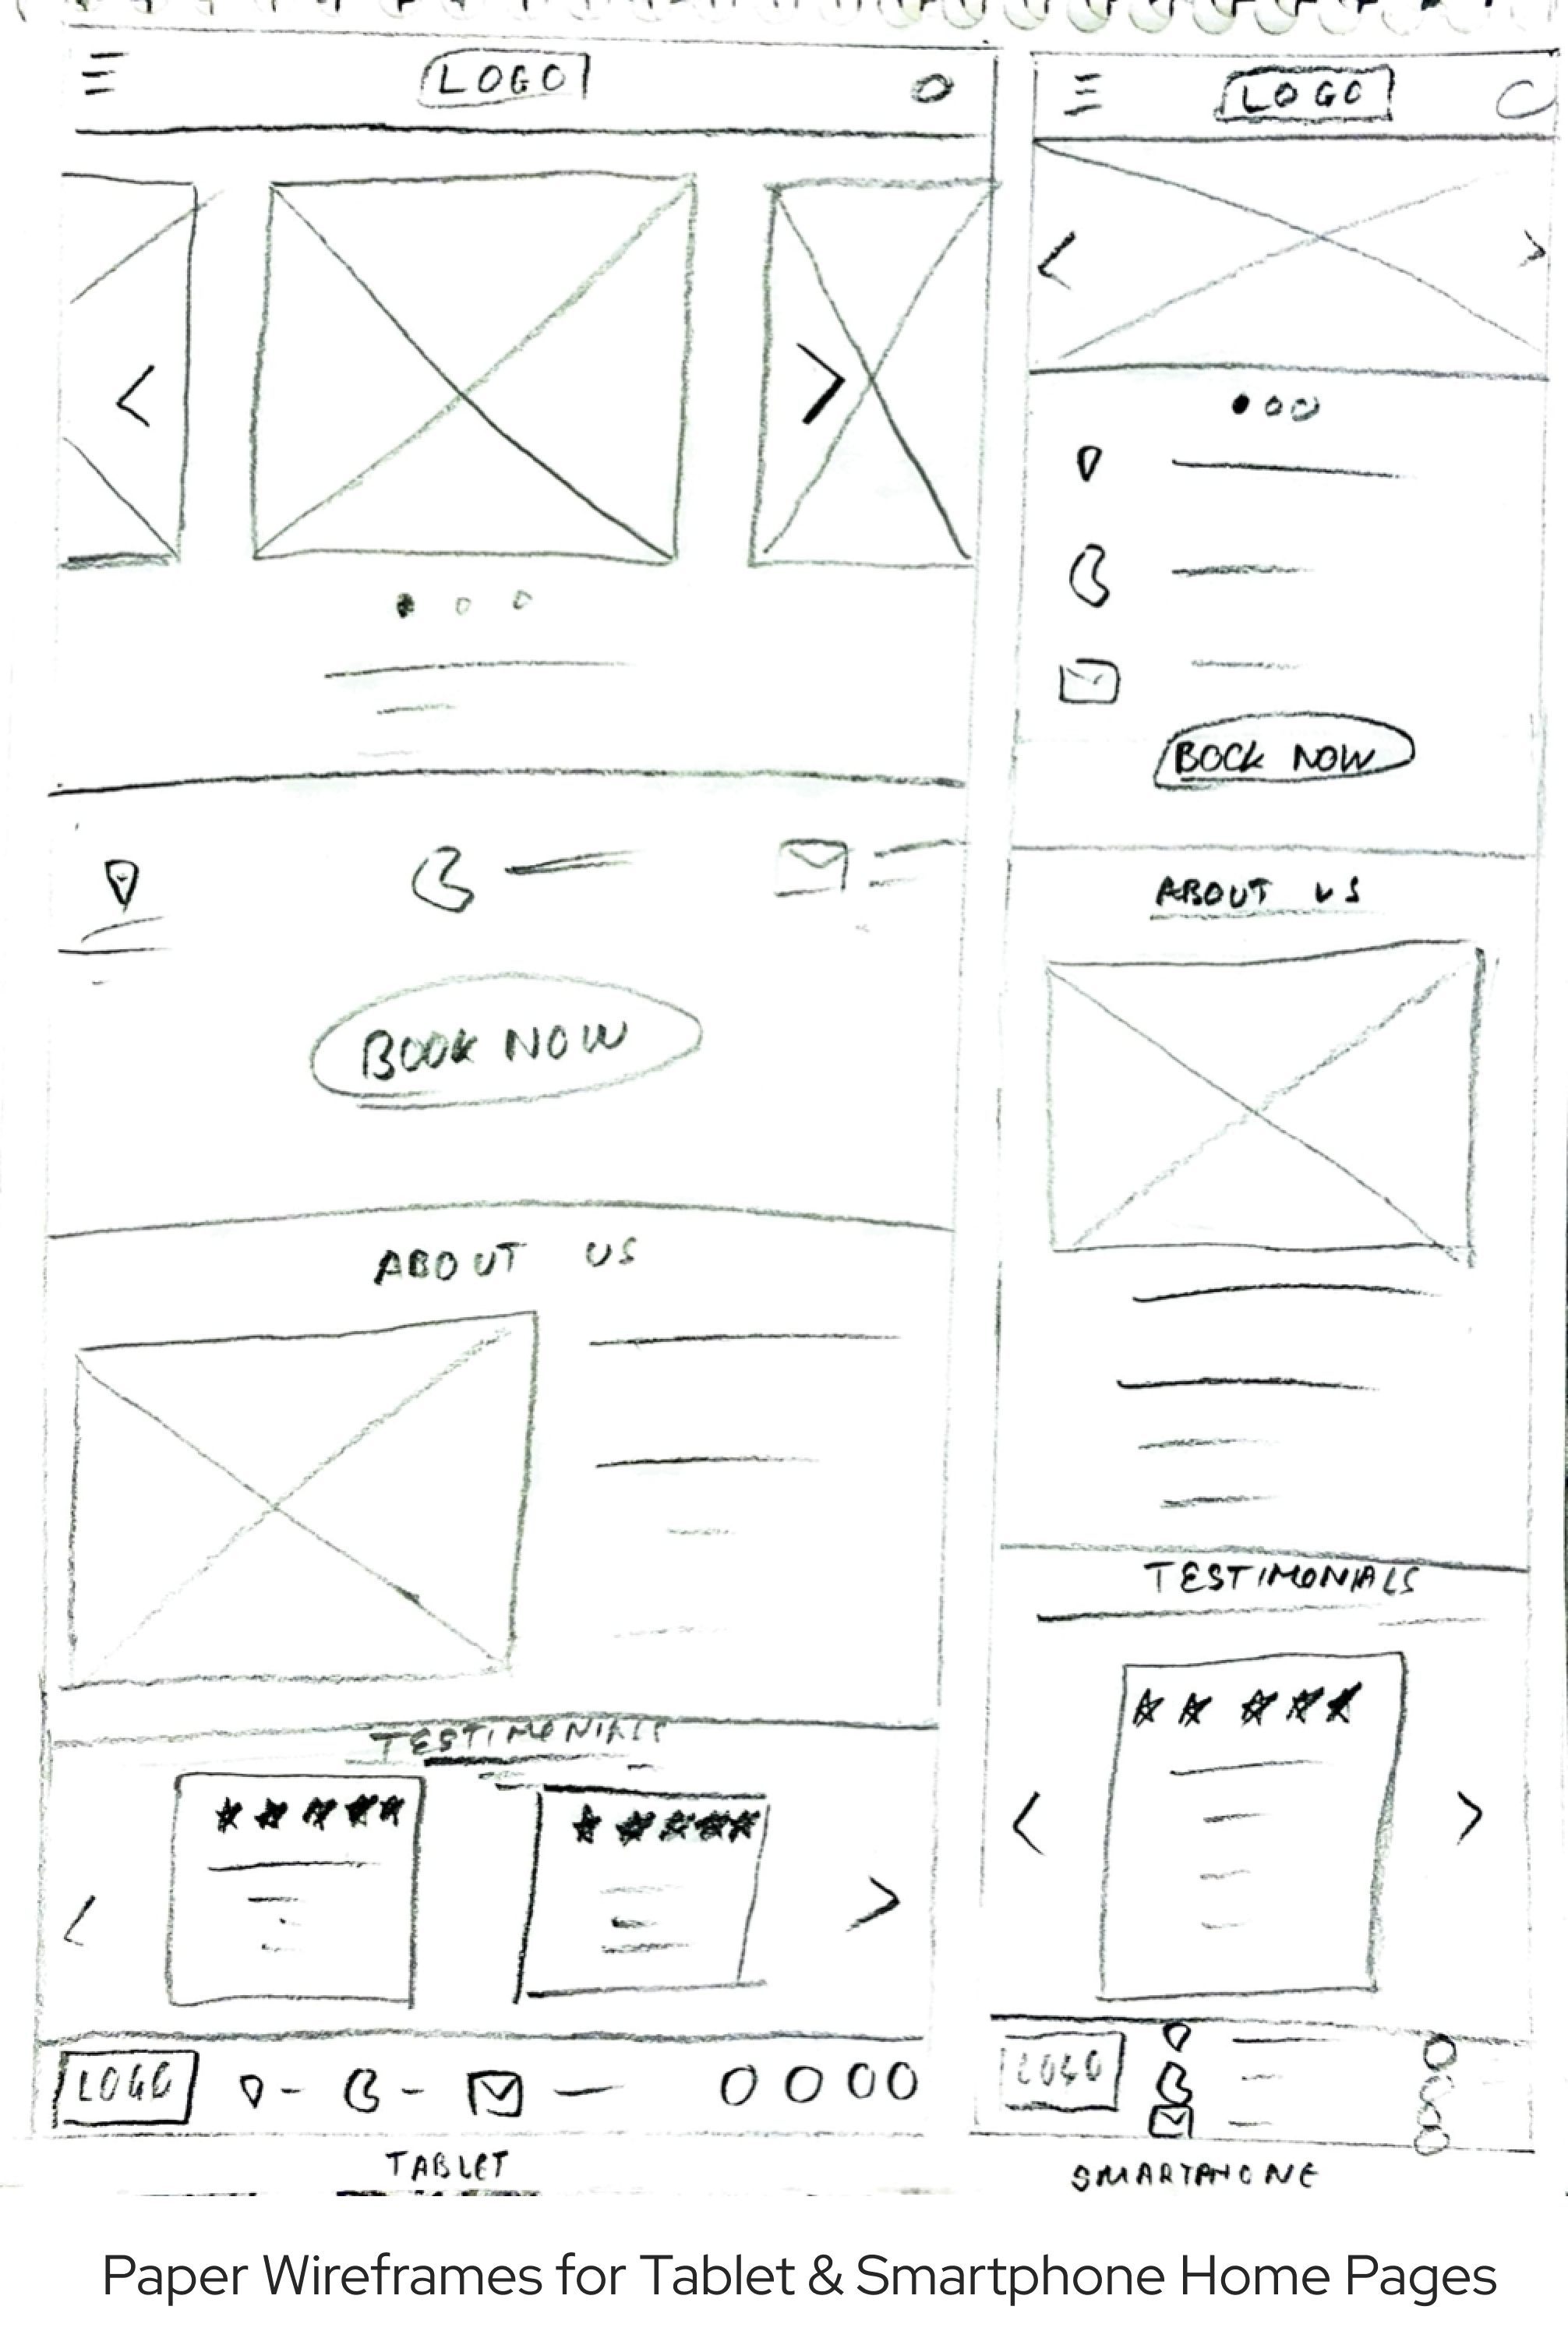 LOGO
BOOK NOW
ABOUT US
TESTIMONIALS
LOGO
TABLET
LOGO
BOOK NOW
ABOUT US
TESTIMONIALS
LOGO
SMARTPHONE
Paper Wireframes for Tablet & Smartphone Home Pages